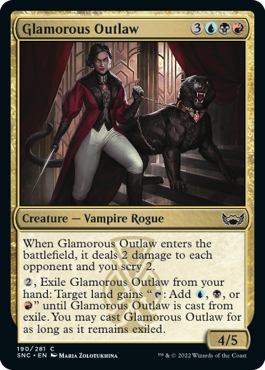 Glamorous Outlaw 3
Creature — Vampire Rogue
When Glamorous Outlaw enters the
battlefield, it deals 2 damage to each
opponent and you scry 2.
2, Exile Glamorous Outlaw from your
hand: Target land gains “: Add , , or
” until Glamorous Outlaw is cast from
exile. You may cast Glamorous Outlaw for
as long as it remains exiled.
4/5
190/281 C
SNC • EN Maria Zolotukhina ™ & © 2022 Wizards of the Coast